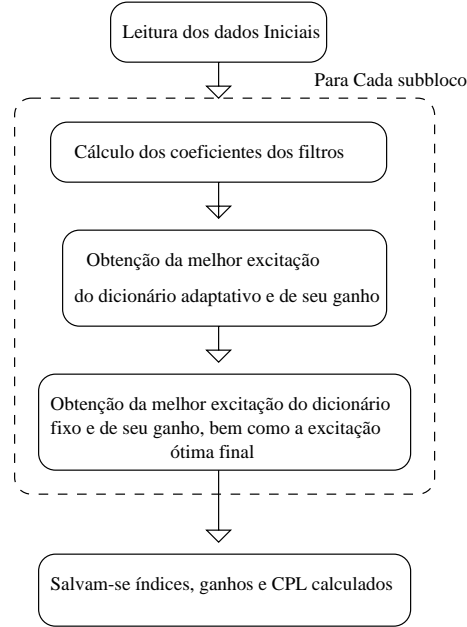 Leitura dos dados Iniciais
Para Cada subbloco
Cálculo dos coeficientes dos filtros
Obtenção da melhor excitação
do dicionário adaptativo e de seu ganho
Obtenção da melhor excitação do dicionário
fixo e de seu ganho, bem como a excitação
ótima final
Salvam-se índices, ganhos e CPL calculados